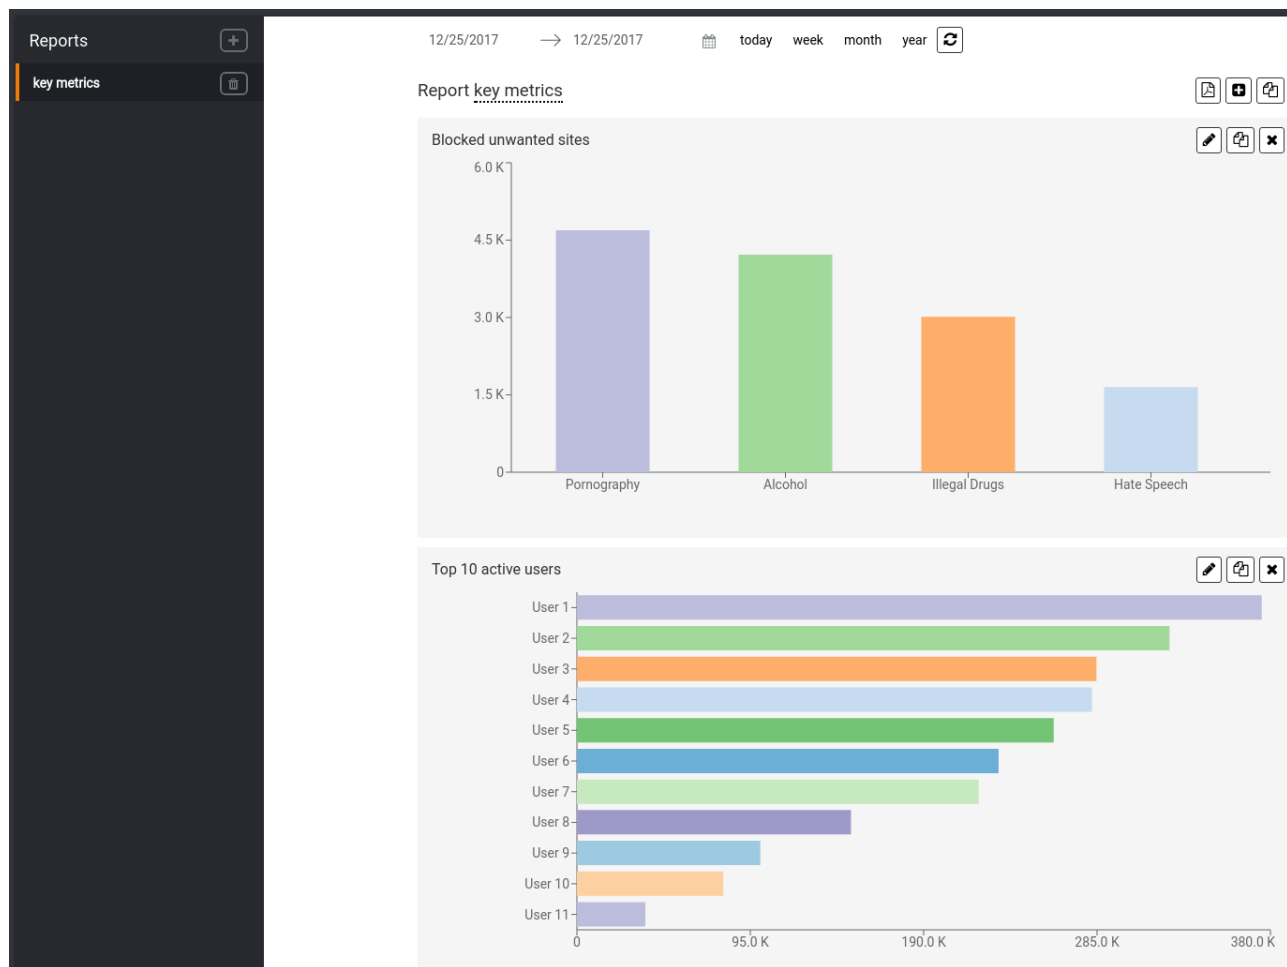 Reports
key metrics
12/25/2017 12/25/2017 today week month year
Report key metrics
Blocked unwanted sites
6.0 K
4.5 K
3.0 K
1.5 K
0
Pornography Alcohol Illegal Drugs Hate Speech
Top 10 active users
User 1
User 2
User 3
User 4
User 5
User 6
User 7
User 8
User 9
User 10
User 11
0 95.0 K 190.0 K 285.0 K 380.0 K